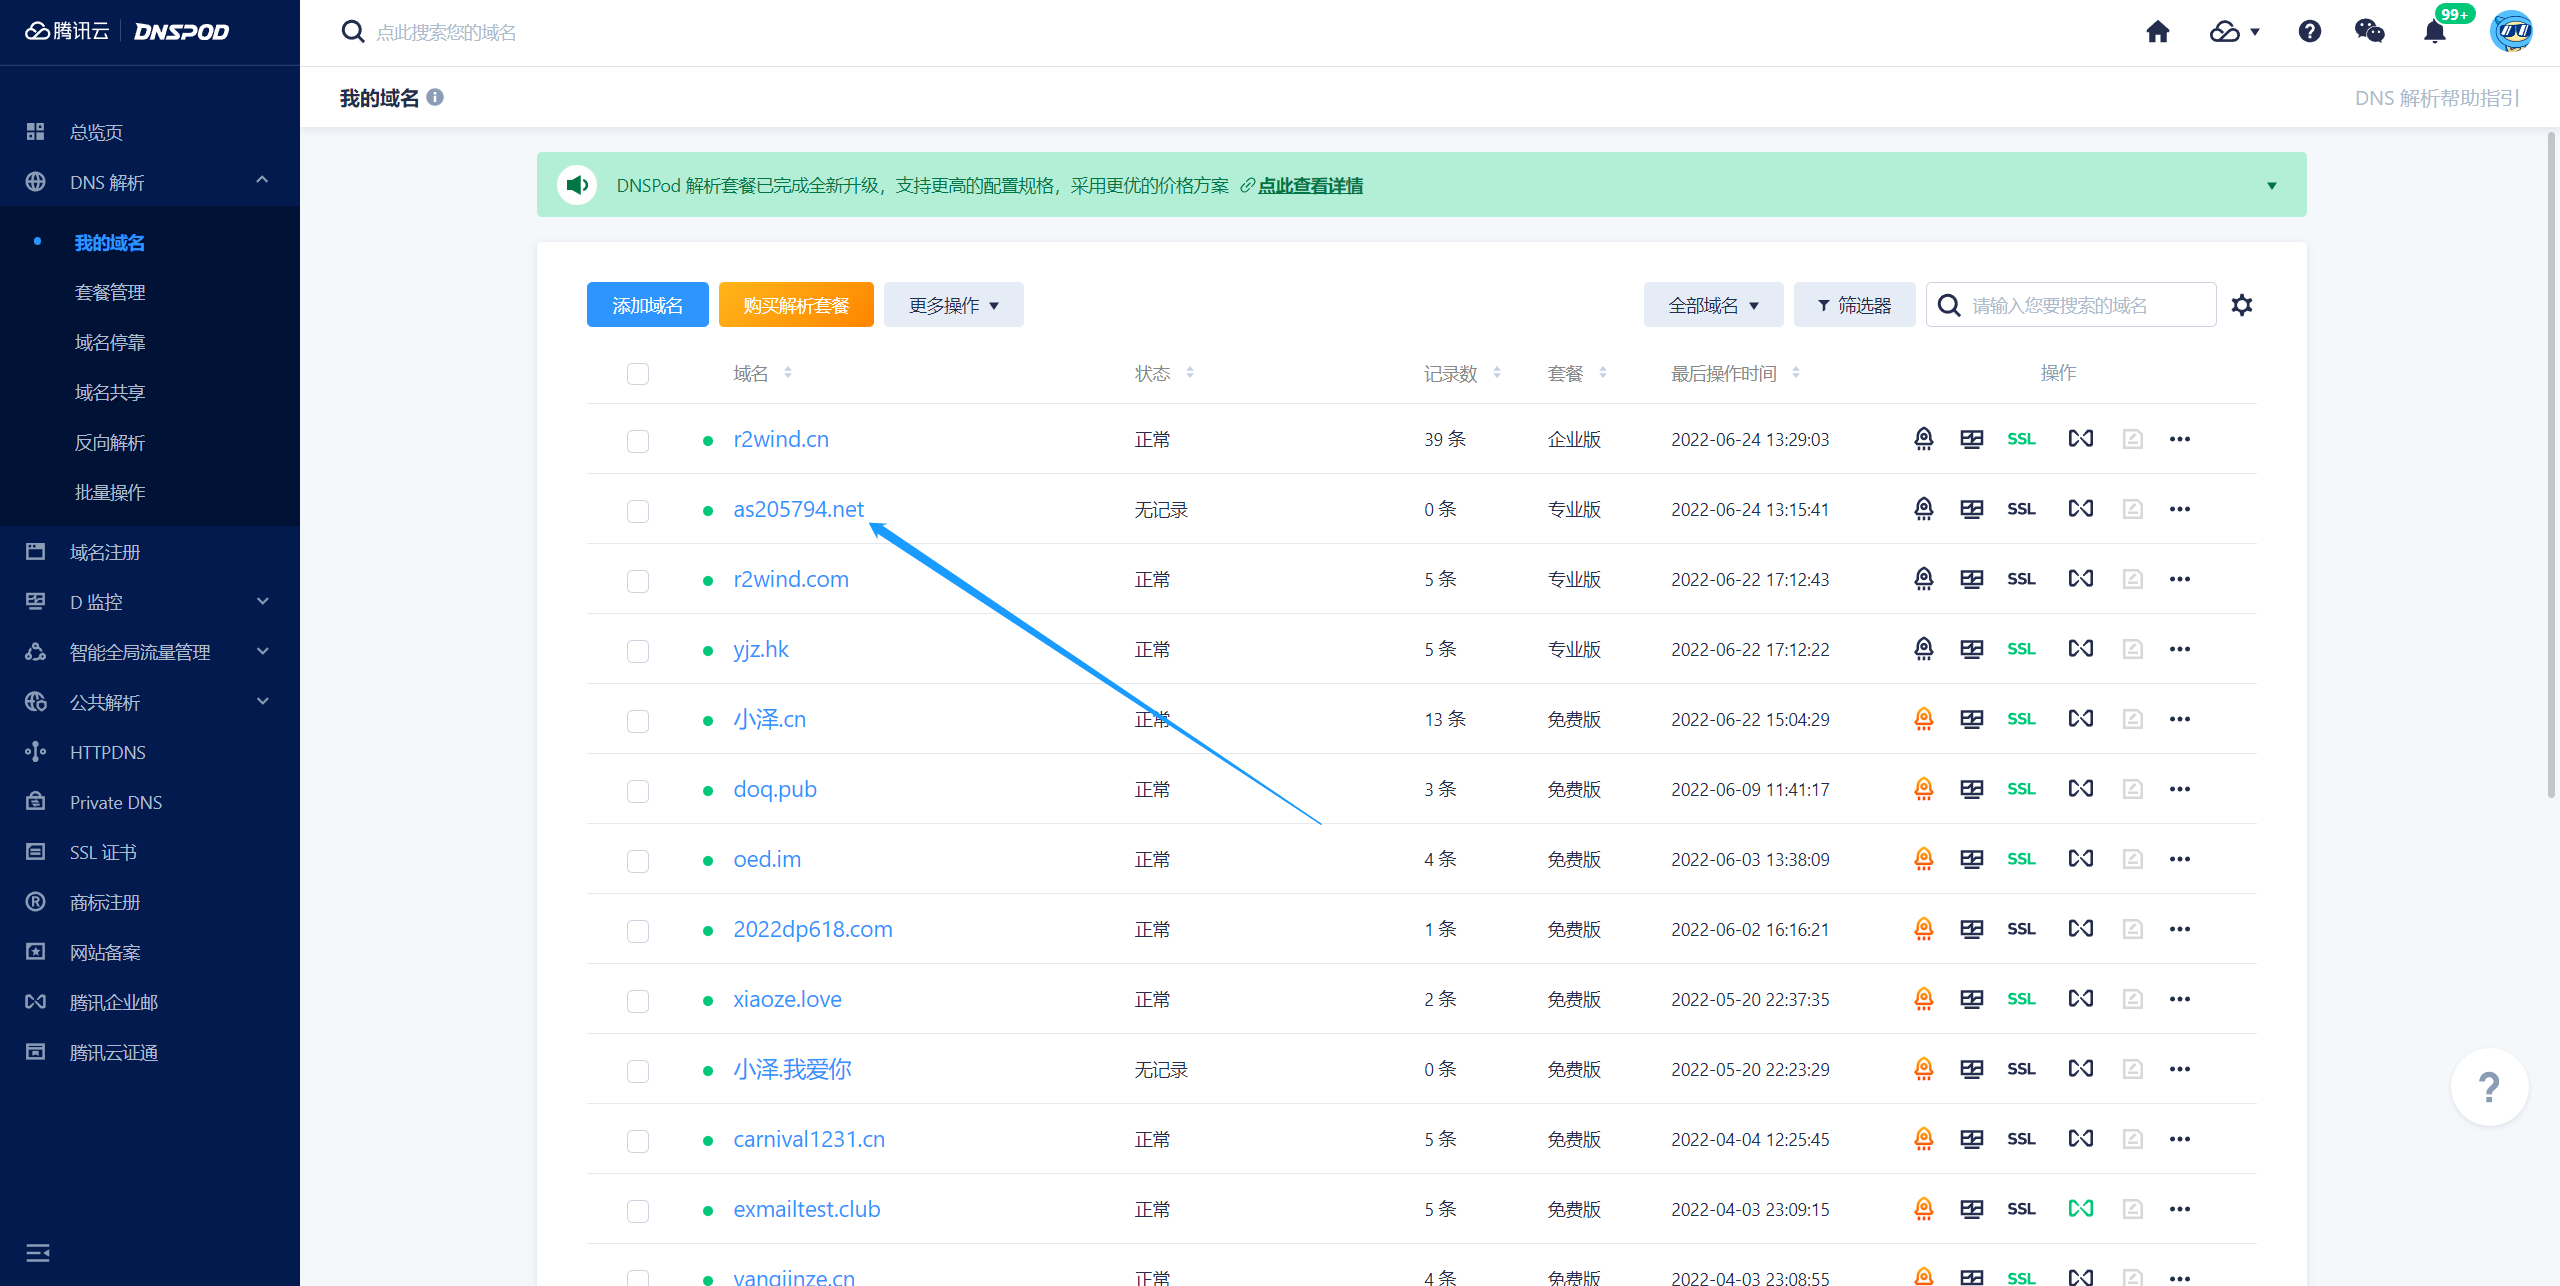 腾讯云 DNSPOD
点此搜索您的域名
99+
我的域名
DNS 解析帮助指引
总览页
DNS 解析
我的域名
套餐管理
域名停靠
域名共享
反向解析
批量操作
域名注册
D 监控
智能全局流量管理
公共解析
HTTPDNS
Private DNS
SSL 证书
商标注册
网站备案
腾讯企业邮
腾讯云证通
DNSPod 解析套餐已完成全新升级，支持更高的配置规格，采用更优的价格方案 点此查看详情
添加域名 购买解析套餐 更多操作 全部域名 筛选器 请输入您要搜索的域名
域名 状态 记录数 套餐 最后操作时间 操作
r2wind.cn 正常 39 条 企业版 2022-06-24 13:29:03 SSL
as205794.net 无记录 0 条 专业版 2022-06-24 13:15:41 SSL
r2wind.com 正常 5 条 专业版 2022-06-22 17:12:43 SSL
yjz.hk 正常 5 条 专业版 2022-06-22 17:12:22 SSL
小泽.cn 正常 13 条 免费版 2022-06-22 15:04:29 SSL
doq.pub 正常 3 条 免费版 2022-06-09 11:41:17 SSL
oed.im 正常 4 条 免费版 2022-06-03 13:38:09 SSL
2022dp618.com 正常 1 条 免费版 2022-06-02 16:16:21 SSL
xiaoze.love 正常 2 条 免费版 2022-05-20 22:37:35 SSL
小泽.我爱你 无记录 0 条 免费版 2022-05-20 22:23:29 SSL
carnival1231.cn 正常 5 条 免费版 2022-04-04 12:25:45 SSL
exmailtest.club 正常 5 条 免费版 2022-04-03 23:09:15 SSL
yangjinze.cn 正常 4 条 免费版 2022-04-03 23:08:55 SSL